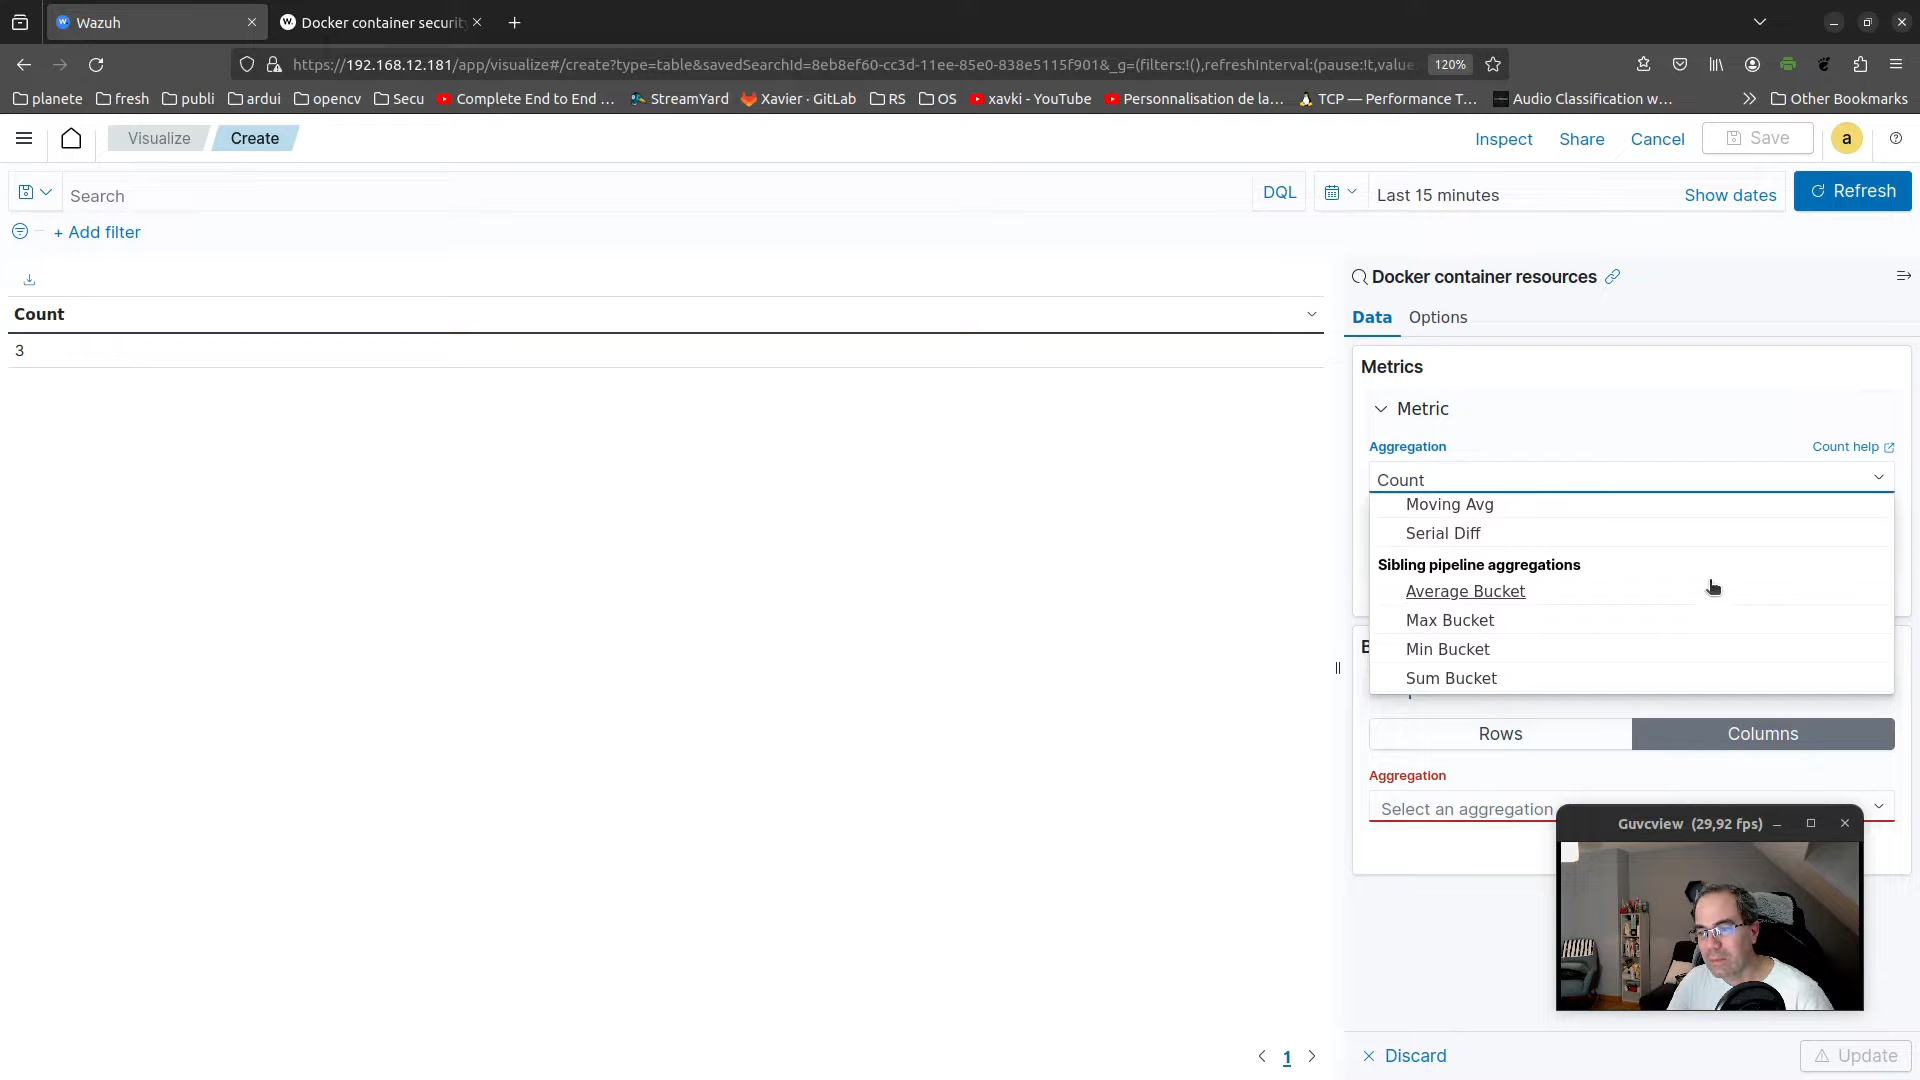 Wazuh
Docker container securit
https://192.168.12.181/app/visualize#/create?type=table&savedSearchId=8eb8ef60-cc3d-11ee-85e0-838e5115f901&_g=(filters:!(),refreshInterval:(pause:!t,value
120%
planete
fresh
publi
ardui
opencv
Secu
Complete End to End ...
StreamYard
Xavier · GitLab
RS
OS
xavki - YouTube
Personnalisation de la...
TCP — Performance T...
Audio Classification w...
Other Bookmarks
Visualize
Create
Inspect
Share
Cancel
Save
a
Search
DQL
Last 15 minutes
Show dates
Refresh
+ Add filter
Count
3
1
Docker container resources
Data
Options
Metrics
Metric
Aggregation
Count help
Count
Moving Avg
Serial Diff
Sibling pipeline aggregations
Average Bucket
Max Bucket
Min Bucket
Sum Bucket
Rows
Columns
Aggregation
Select an aggregation
Guvcview (29,92 fps)
Discard
Update